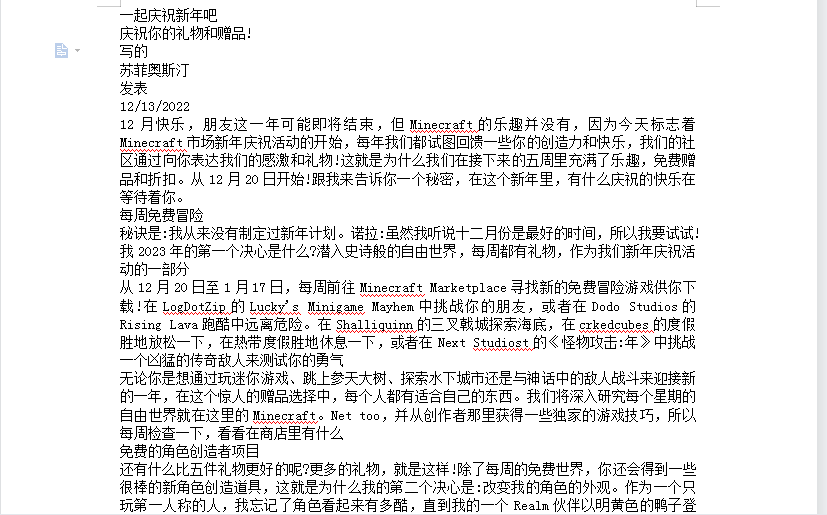 一起庆祝新年吧
庆祝你的礼物和赠品!
写的
苏菲奥斯汀
发表
12/13/2022
12 月快乐，朋友这一年可能即将结束，但 Minecraft 的乐趣并没有，因为今天标志着
Minecraft 市场新年庆祝活动的开始，每年我们都试图回馈一些你的创造力和快乐，我们的社
区通过向你表达我们的感激和礼物!这就是为什么我们在接下来的五周里充满了乐趣，免费赠
品和折扣。从 12 月 20 日开始!跟我来告诉你一个秘密，在这个新年里，有什么庆祝的快乐在
等待着你。
每周免费冒险
秘诀是:我从来没有制定过新年计划。诺拉:虽然我听说十二月份是最好的时间，所以我要试试!
我 2023 年的第一个决心是什么?潜入史诗般的自由世界，每周都有礼物，作为我们新年庆祝活
动的一部分
从 12 月 20 日至 1 月 17 日，每周前往 Minecraft Marketplace 寻找新的免费冒险游戏供你下
载!在 LogDotZip 的 Lucky's Minigame Mayhem 中挑战你的朋友，或者在 Dodo Studios 的
Rising Lava 跑酷中远离危险。在 Shalliquinn 的三叉戟城探索海底，在 crkedcubes 的度假
胜地放松一下，在热带度假胜地休息一下，或者在 Next Studiost 的《怪物攻击:年》中挑战
一个凶猛的传奇敌人来测试你的勇气
无论你是想通过玩迷你游戏、跳上参天大树、探索水下城市还是与神话中的敌人战斗来迎接新
的一年，在这个惊人的赠品选择中，每个人都有适合自己的东西。我们将深入研究每个星期的
自由世界就在这里的 Minecraft。Net too，并从创作者那里获得一些独家的游戏技巧，所以
每周检查一下，看看在商店里有什么
免费的角色创造者项目
还有什么比五件礼物更好的呢?更多的礼物，就是这样!除了每周的免费世界，你还会得到一些
很棒的新角色创造道具，这就是为什么我的第二个决心是:改变我的角色的外观。作为一个只
玩第一人称的人，我忘记了角色看起来有多酷，直到我的一个 Realm 伙伴以明黄色的鸭子登